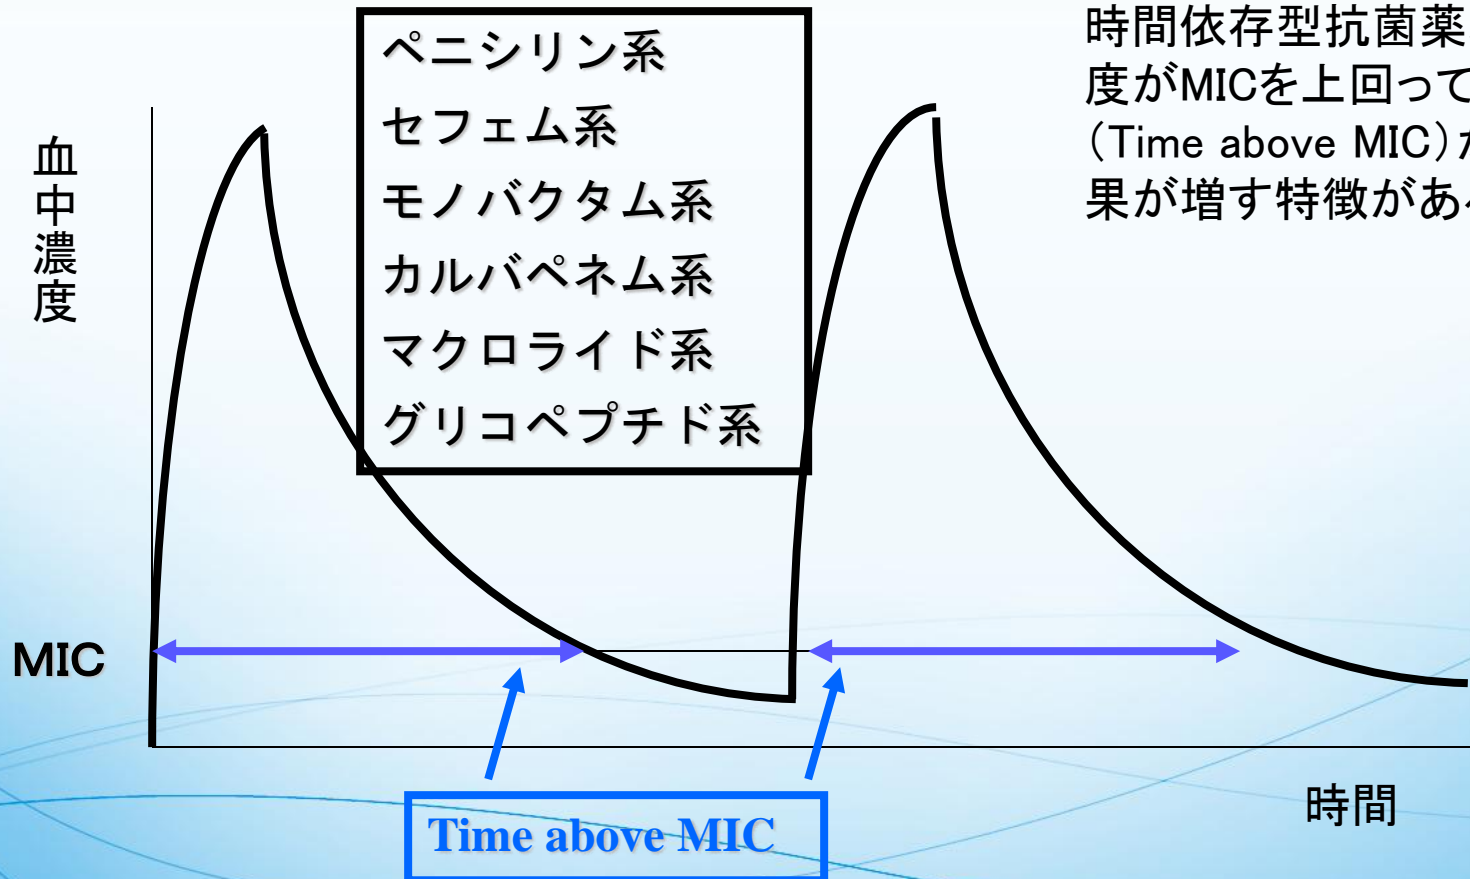 ペニシリン系
セフェム系
モノバクタム系
カルバペネム系
マクロライド系
グリコペプチド系
時間依存型抗菌薬
度がMICを上回って
(Time above MIC)
果が増す特徴があ
血中濃度
MIC
Time above MIC
時間